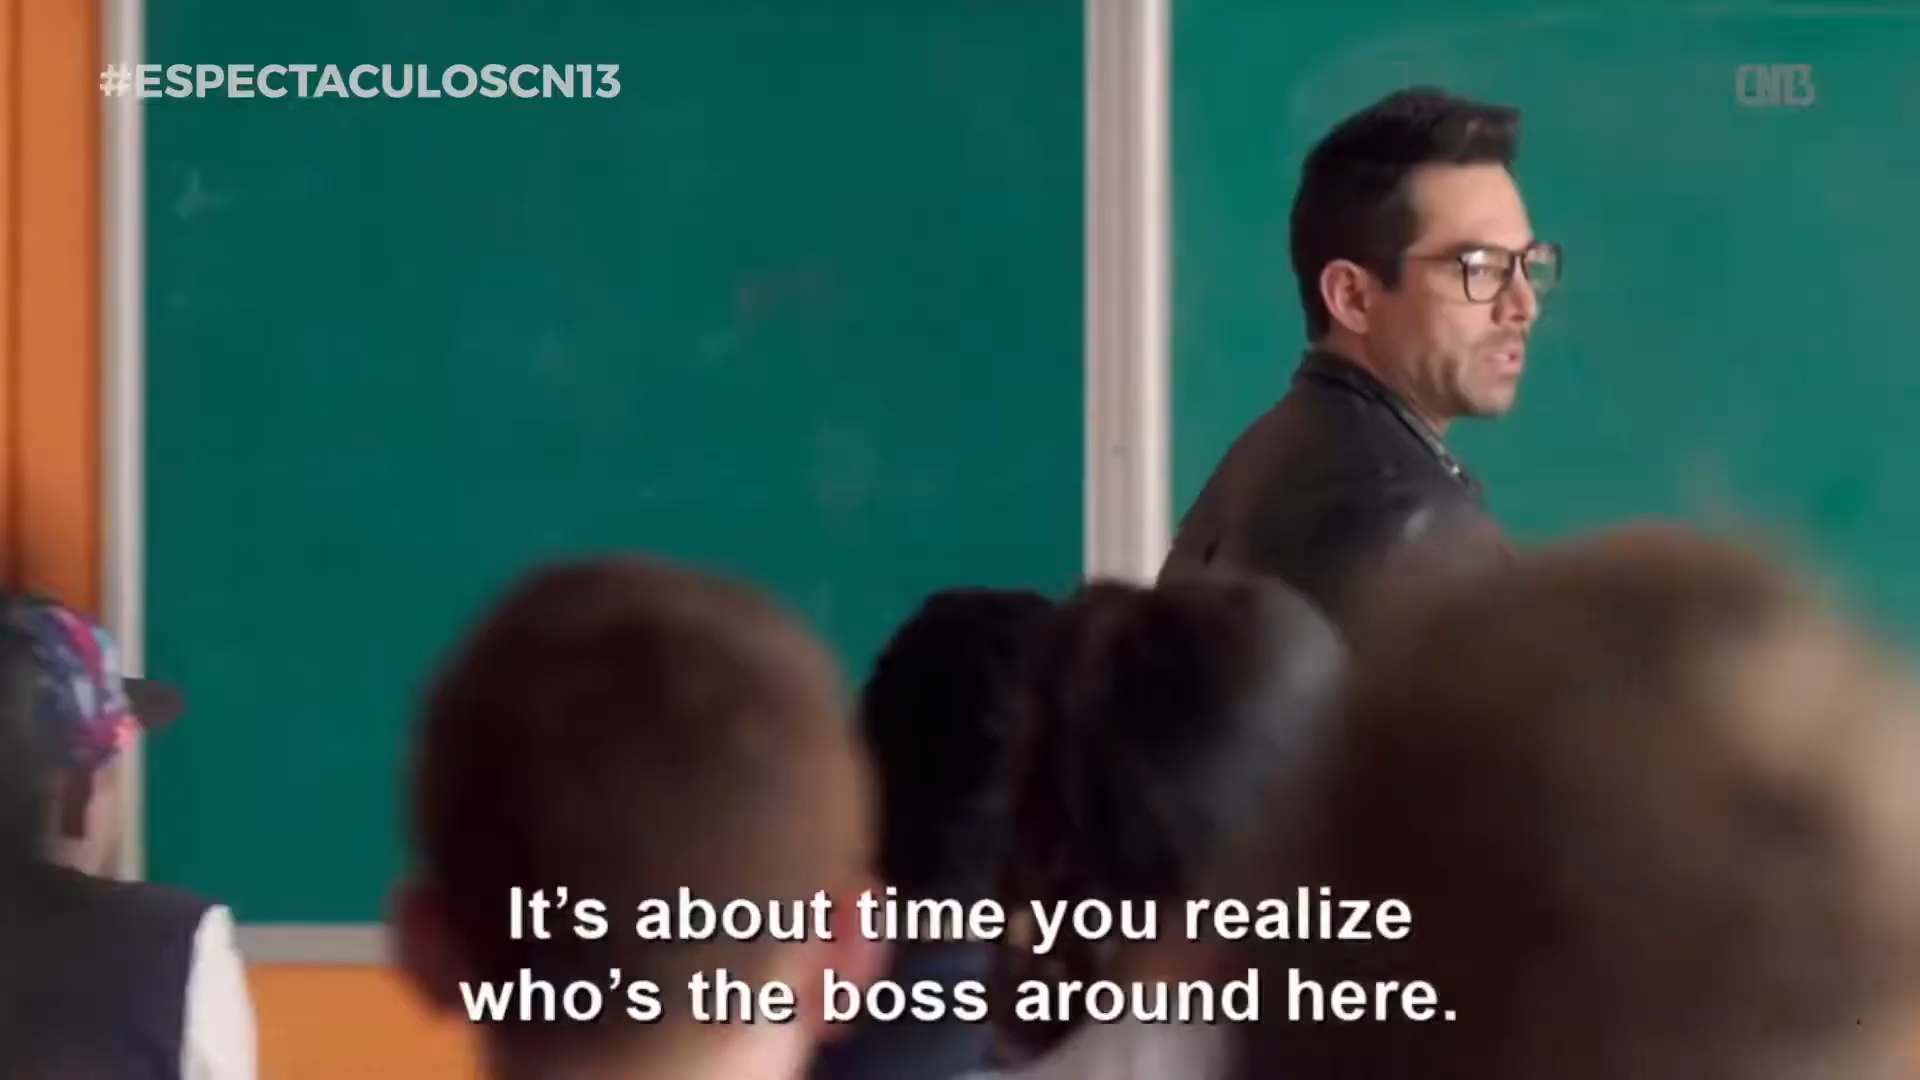 #ESPECTACULOSCN13
CN13
It's about time you realize
who's the boss around here.